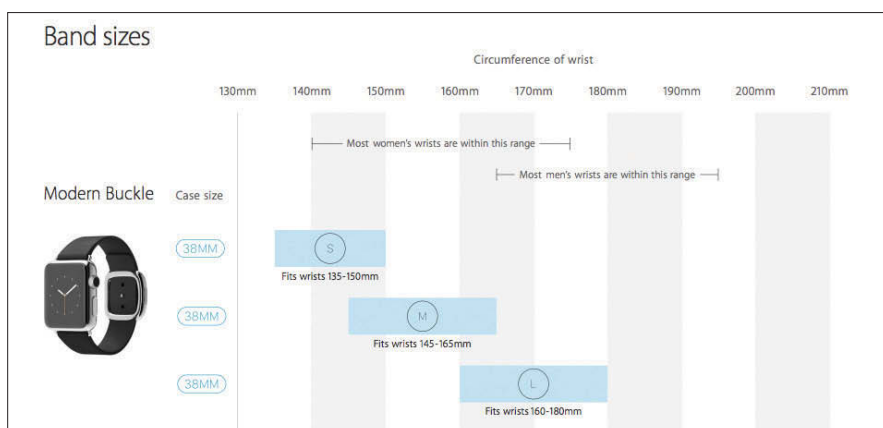 Band sizes
Circumference of wrist
130mm 140mm 150mm 160mm 170mm 180mm 190mm 200mm 210mm
Most women's wrists are within this range
Most men's wrists are within this range
Modern Buckle Case size
38MM S
Fits wrists 135-150mm
38MM M
Fits wrists 145-165mm
38MM L
Fits wrists 160-180mm